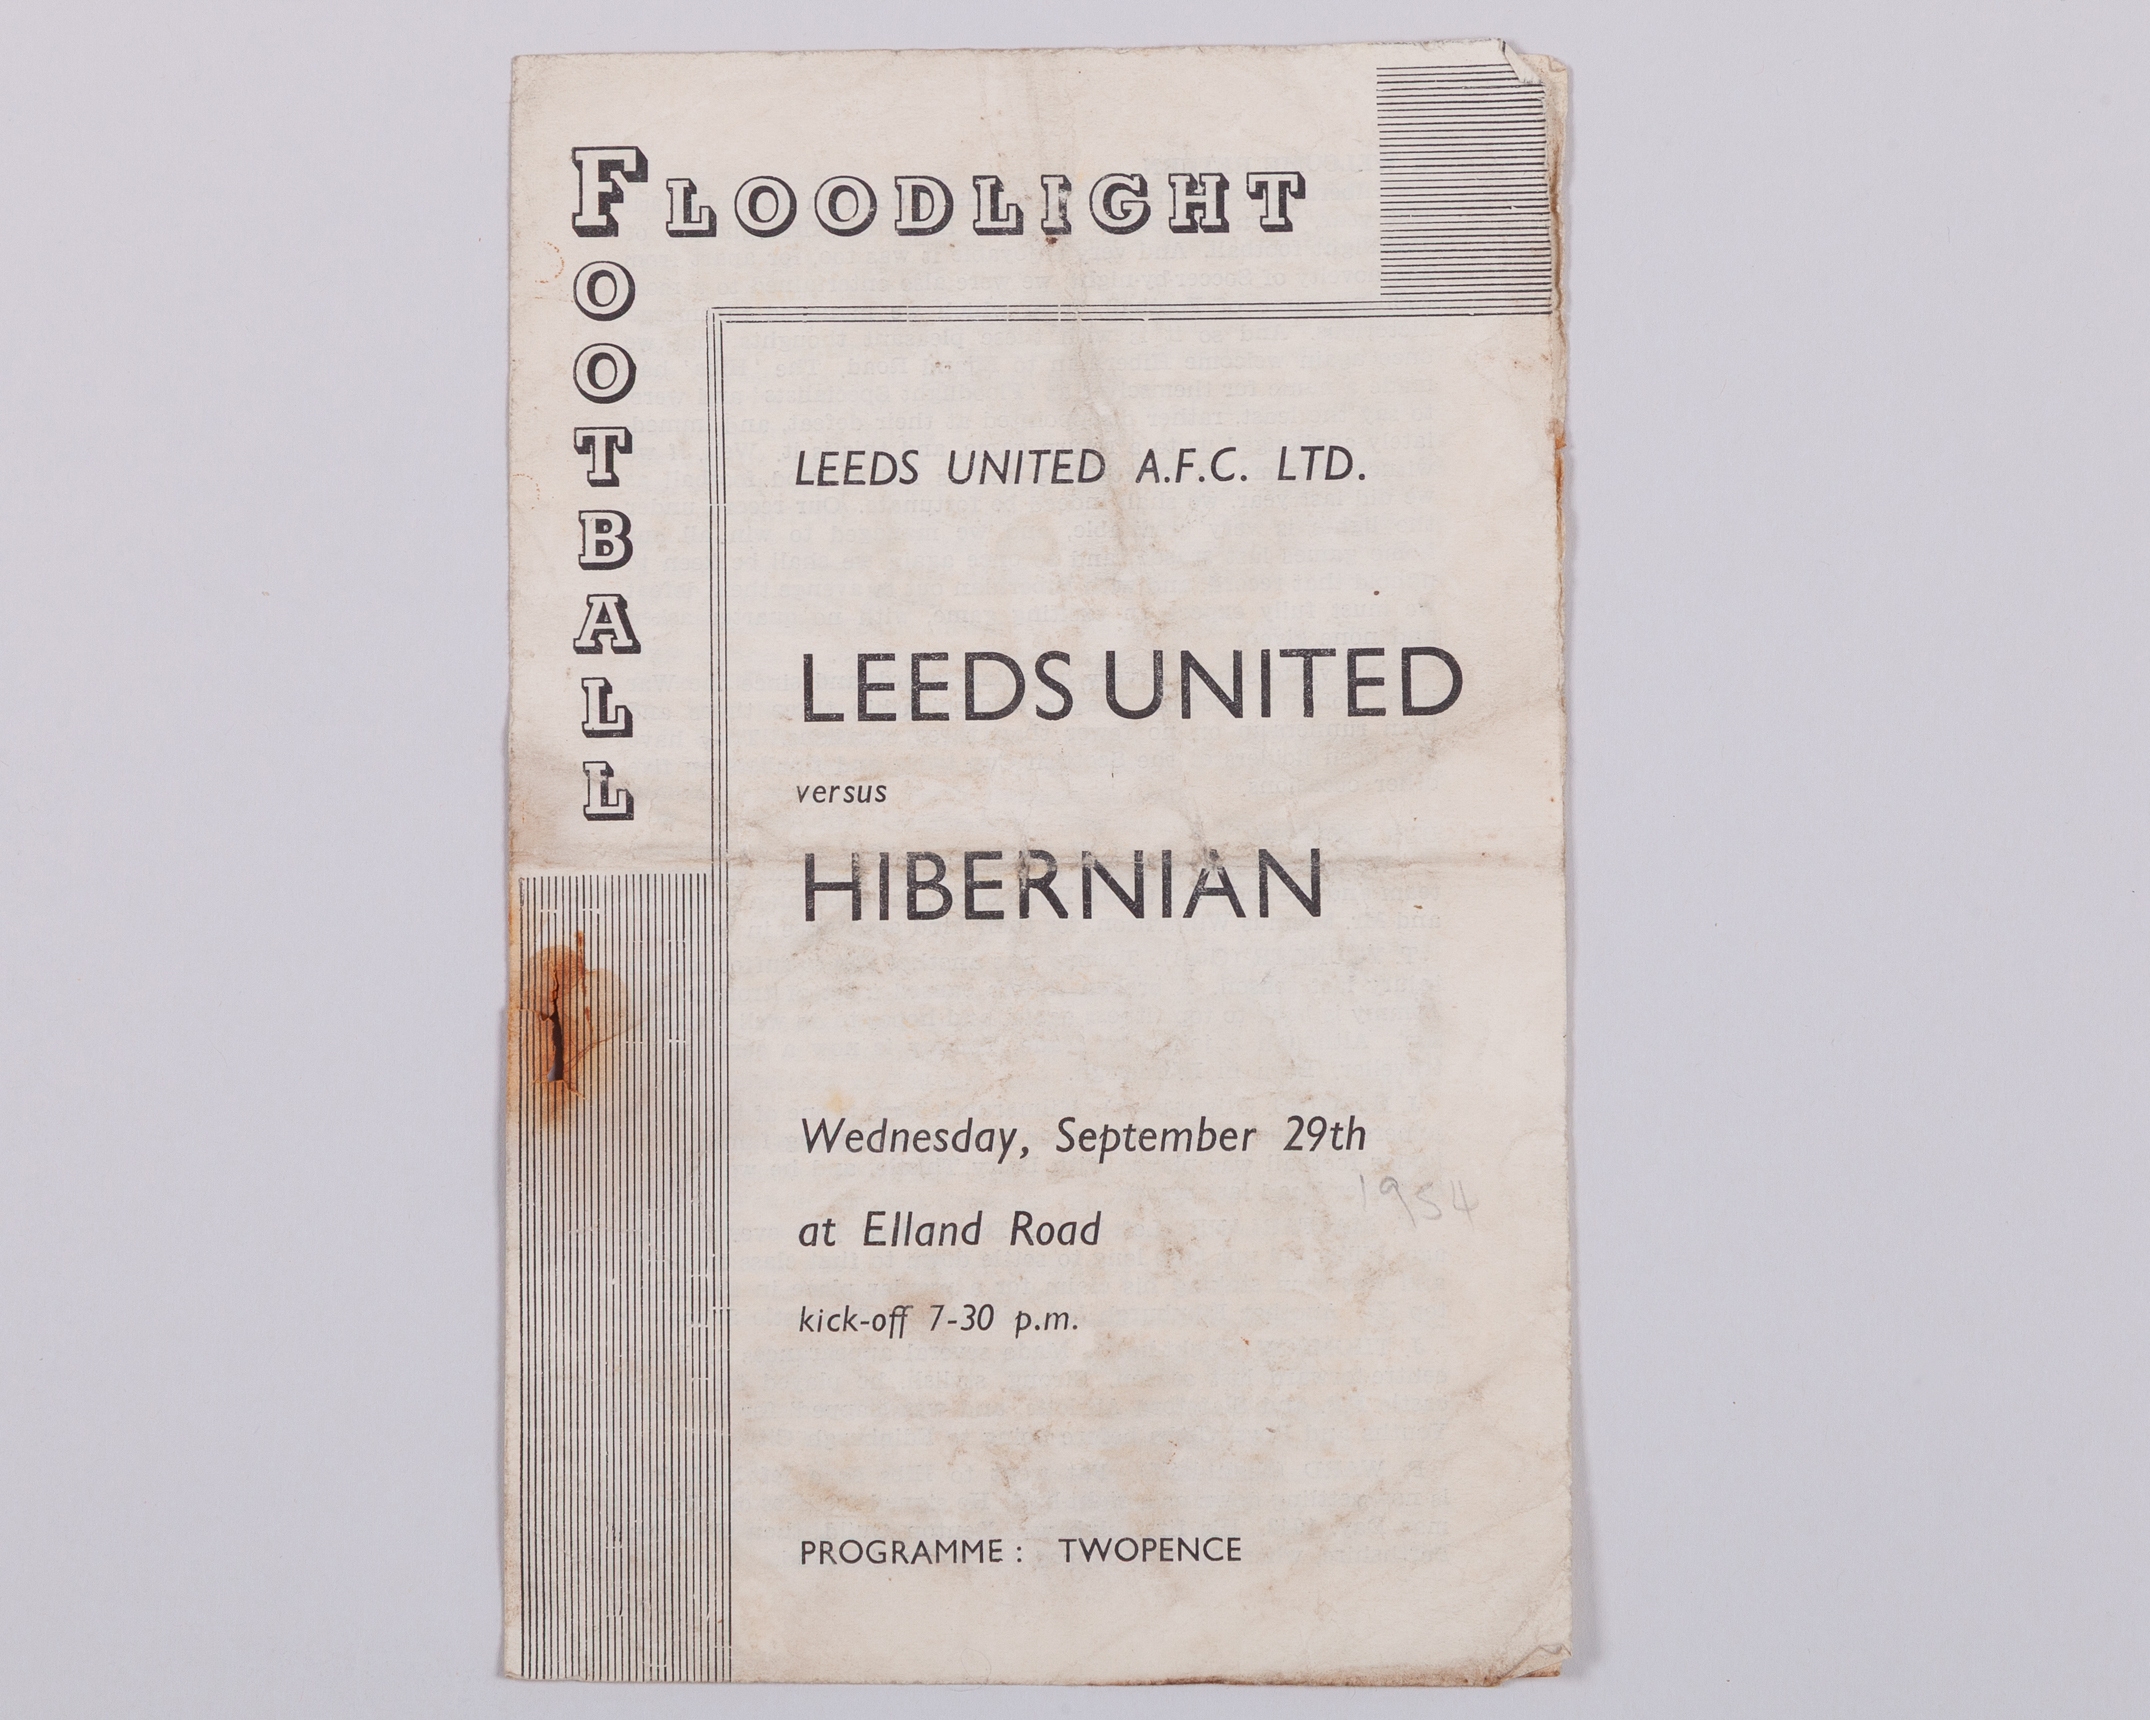 FLOODLIGHT
FOOTBALL
LEEDS UNITED A.F.C. LTD.
LEEDS UNITED
versus
HIBERNIAN
Wednesday, September 29th
1954
at Elland Road
kick-off 7-30 p.m.
PROGRAMME : TWOPENCE